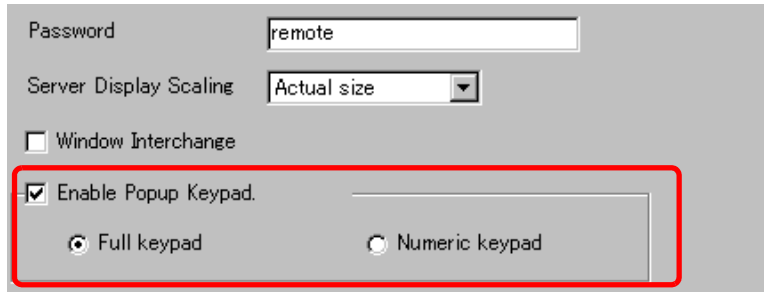 Password remote
Server Display Scaling Actual size
Window Interchange
Enable Popup Keypad.
Full keypad Numeric keypad